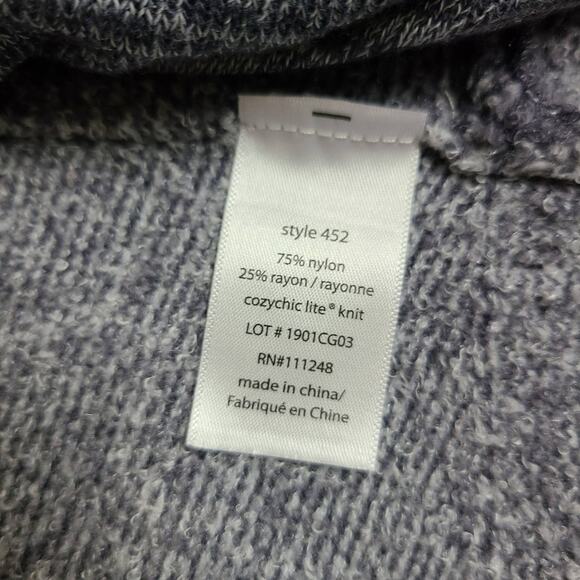 style 452
75% nylon
25% rayon / rayonne
cozychic lite® knit
LOT # 1901CG03
RN#111248
made in china/
Fabriqué en Chine